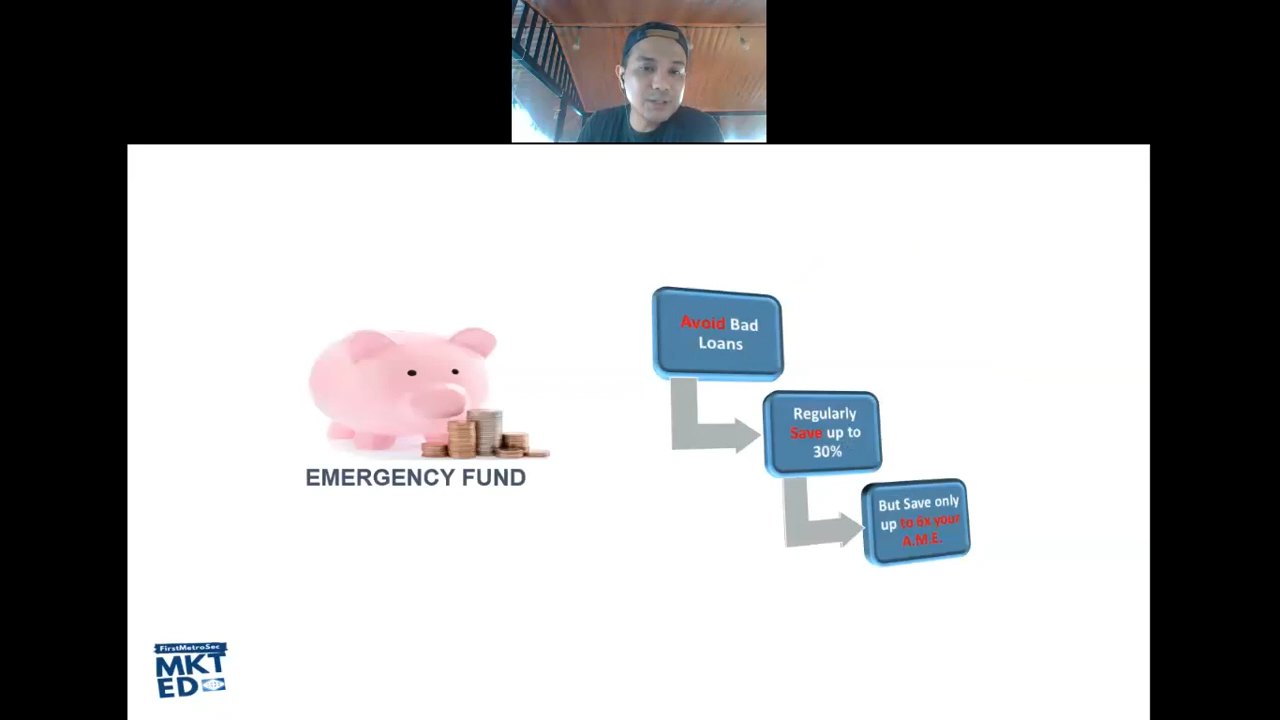 Avoid Bad
Loans
Regularly
Save up to
30%
But Save only
up to 6x your
A.M.E.
EMERGENCY FUND
FirstMetroSec
MKT
ED